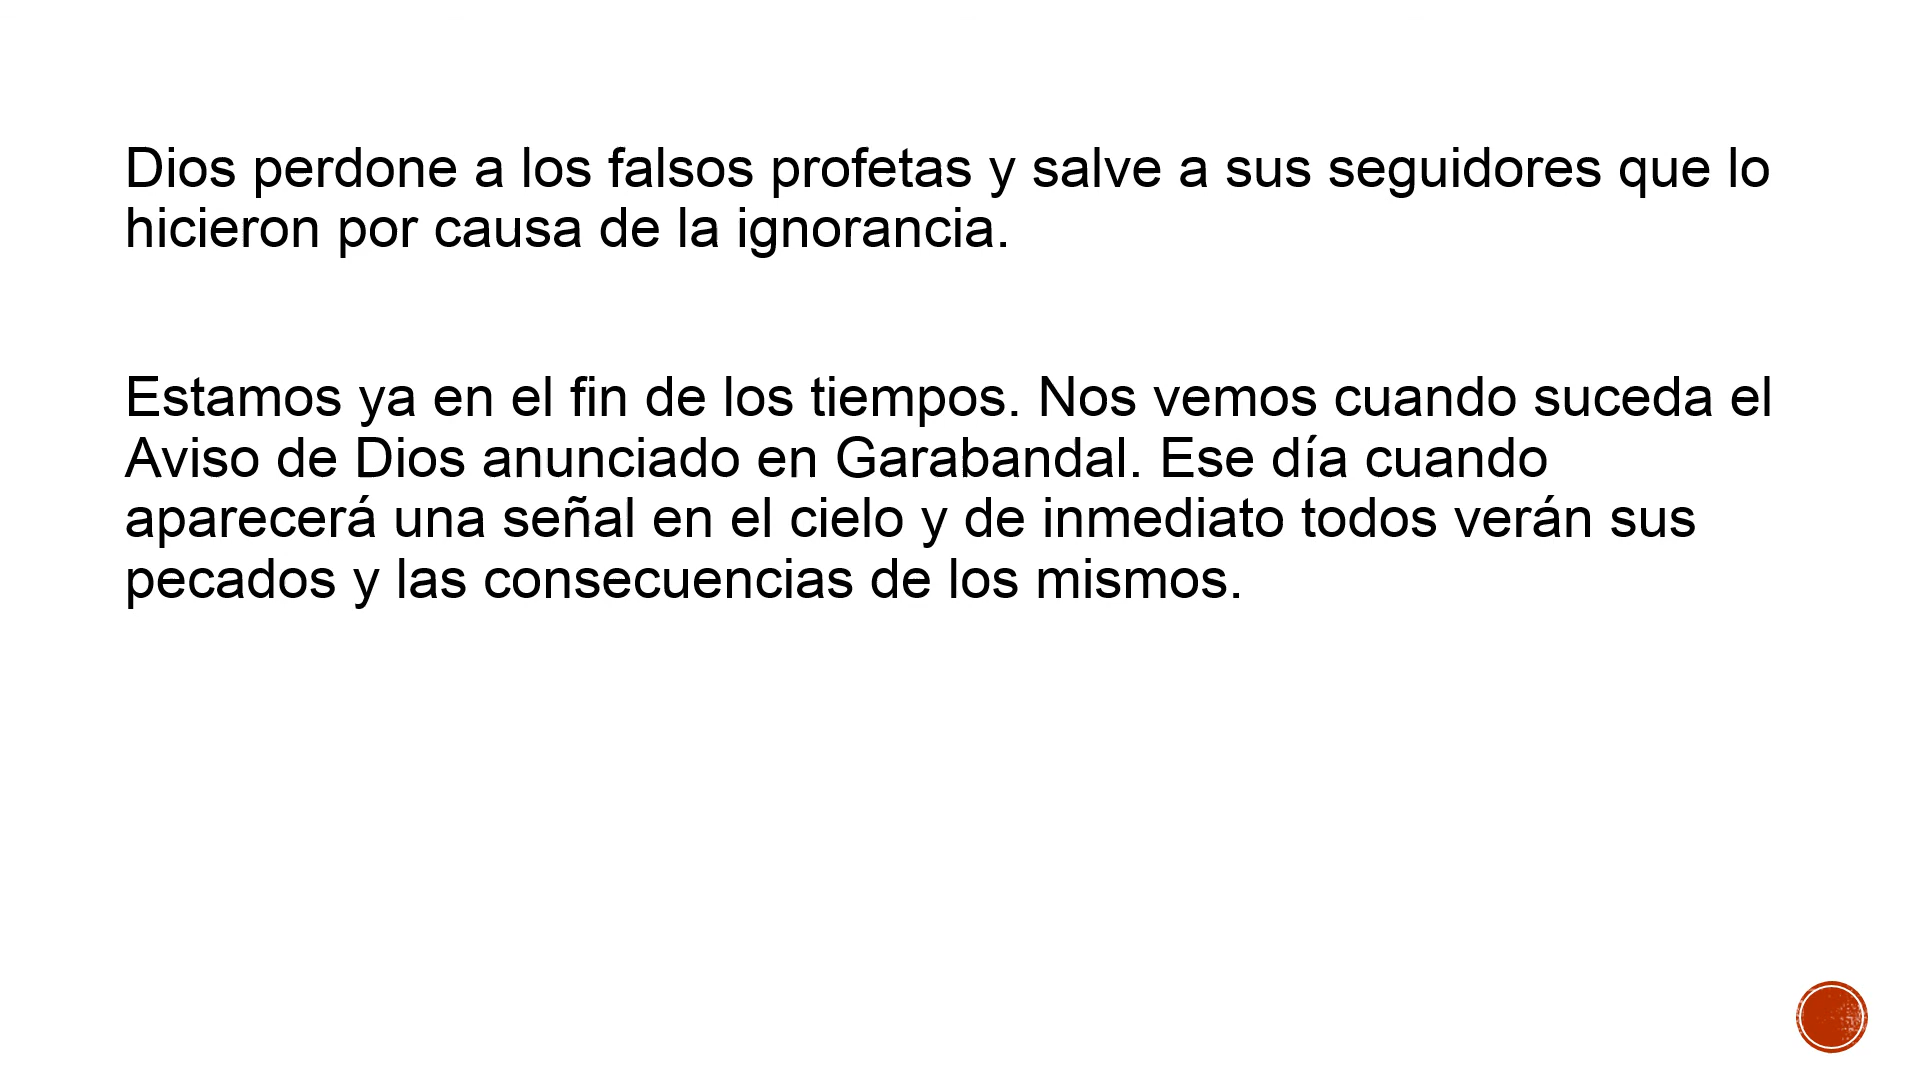 Dios perdone a los falsos profetas y salve a sus seguidores que lo
hicieron por causa de la ignorancia.
Estamos ya en el fin de los tiempos. Nos vemos cuando suceda el
Aviso de Dios anunciado en Garabandal. Ese día cuando
aparecerá una señal en el cielo y de inmediato todos verán sus
pecados y las consecuencias de los mismos.